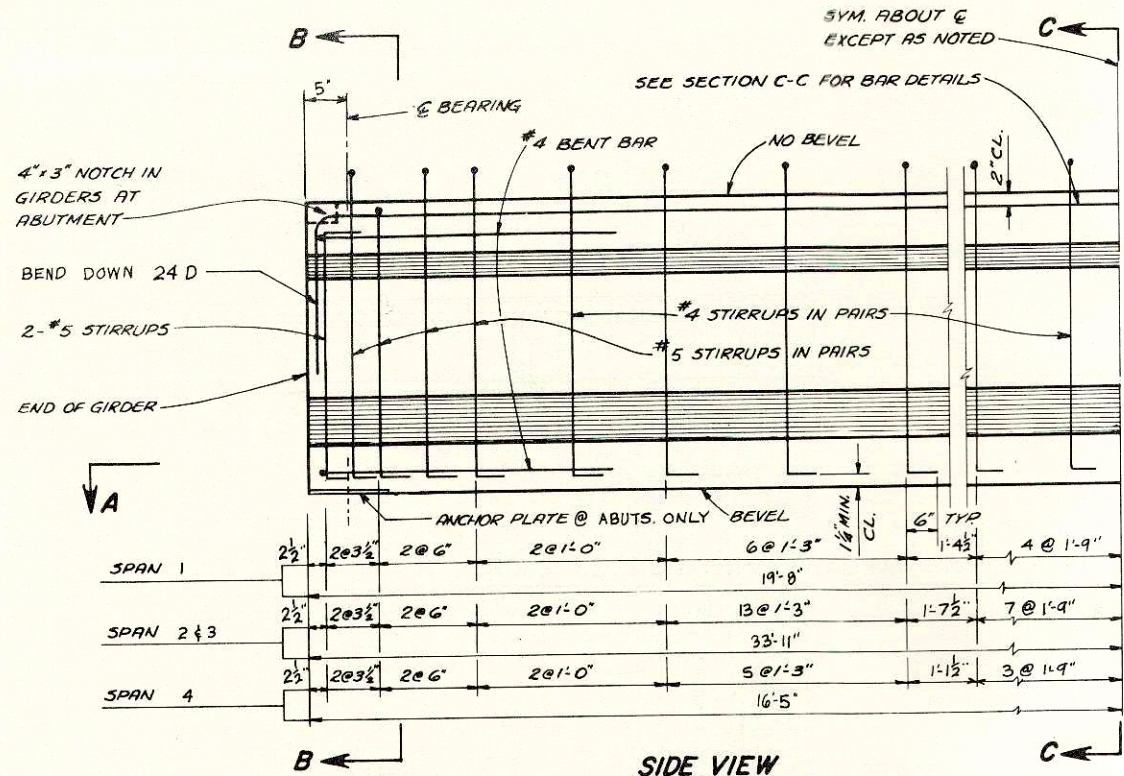 SYM. ABOUT ℄
EXCEPT AS NOTED
B
C
SEE SECTION C-C FOR BAR DETAILS
5"
℄ BEARING
#4 BENT BAR
NO BEVEL
2" CL.
4" x 3" NOTCH IN
GIRDERS AT
ABUTMENT
BEND DOWN 24 D
#4 STIRRUPS IN PAIRS
2-#5 STIRRUPS
#5 STIRRUPS IN PAIRS
END OF GIRDER
A
ANCHOR PLATE @ ABUTS. ONLY
BEVEL
1¼" MIN.
CL.
6" TYP
2½" 2@3½" 2@6" 2@1'-0" 6@1'-3" 1'-4½" 4 @ 1'-9"
SPAN 1
19'-8"
2½" 2@3½" 2@6" 2@1'-0" 13@1'-3" 1'-7½" 7 @ 1'-9"
SPAN 2 & 3
33'-11"
2½" 2@3½" 2@6" 2@1'-0" 5@1'-3" 1'-1½" 3 @ 1'-9"
SPAN 4
16'-5"
B
C
SIDE VIEW